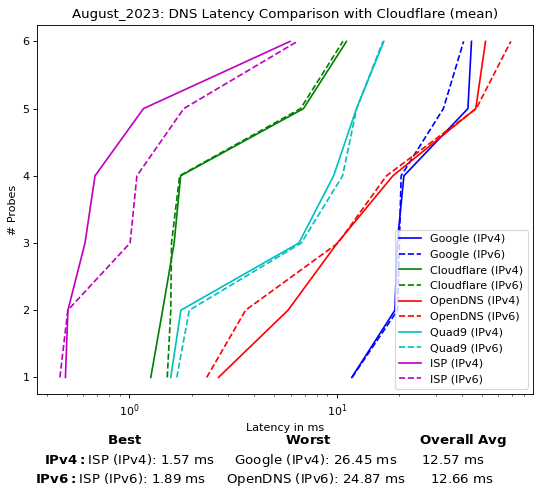 August_2023: DNS Latency Comparison with Cloudflare (mean)
6
5
4
3
2
1
# Probes
Google (IPv4)
Google (IPv6)
Cloudflare (IPv4)
Cloudflare (IPv6)
OpenDNS (IPv4)
OpenDNS (IPv6)
Quad9 (IPv4)
Quad9 (IPv6)
ISP (IPv4)
ISP (IPv6)
10⁰ 10¹
Latency in ms
Best Worst Overall Avg
IPv4: ISP (IPv4): 1.57 ms Google (IPv4): 26.45 ms 12.57 ms
IPv6: ISP (IPv6): 1.89 ms OpenDNS (IPv6): 24.87 ms 12.66 ms